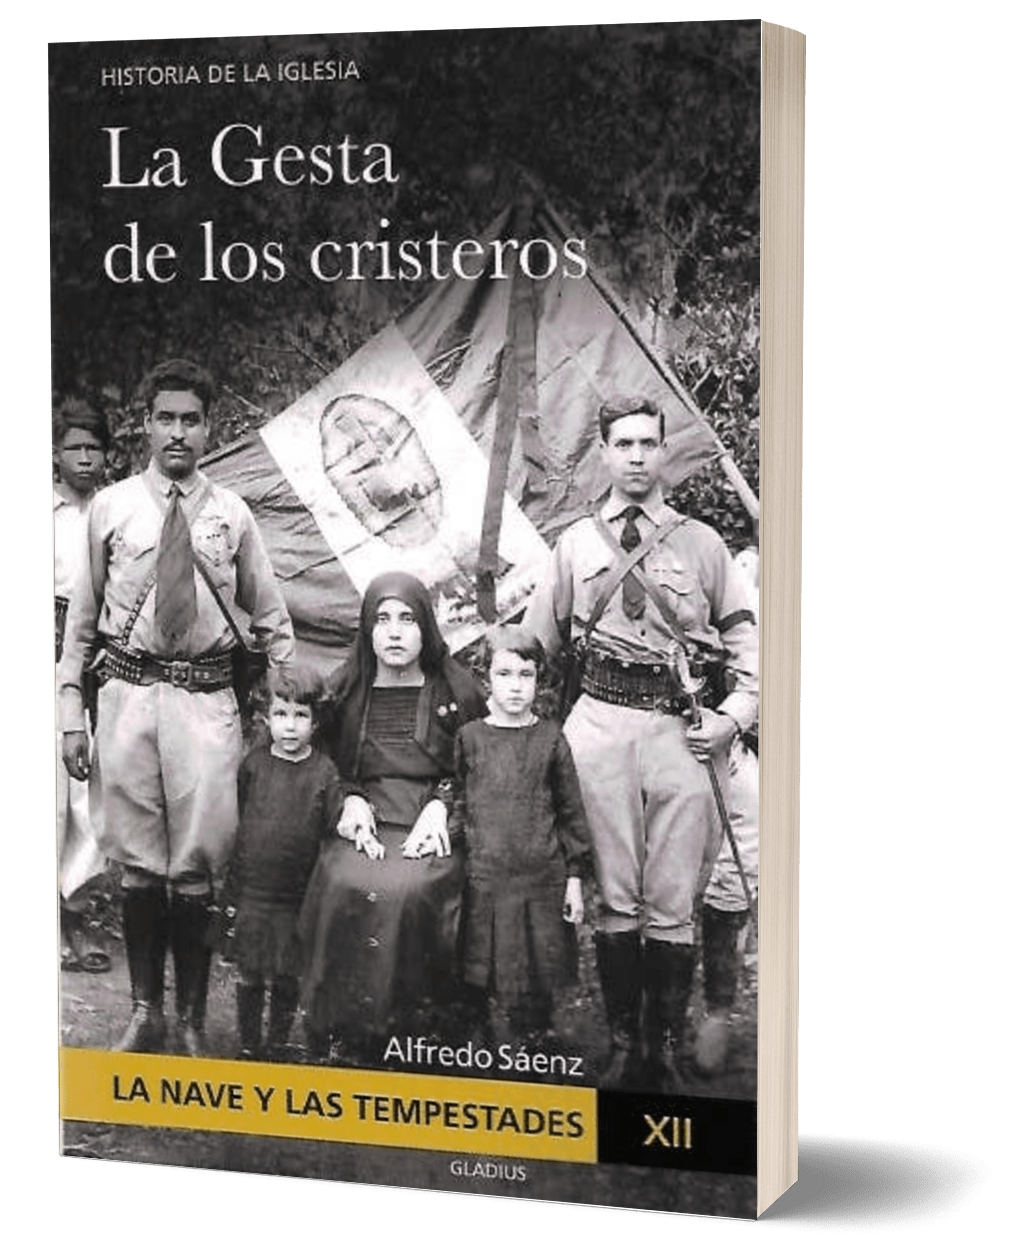 HISTORIA DE LA IGLESIA
La Gesta
de los cristeros
Alfredo Sáenz
LA NAVE Y LAS TEMPESTADES
XII
GLADIUS